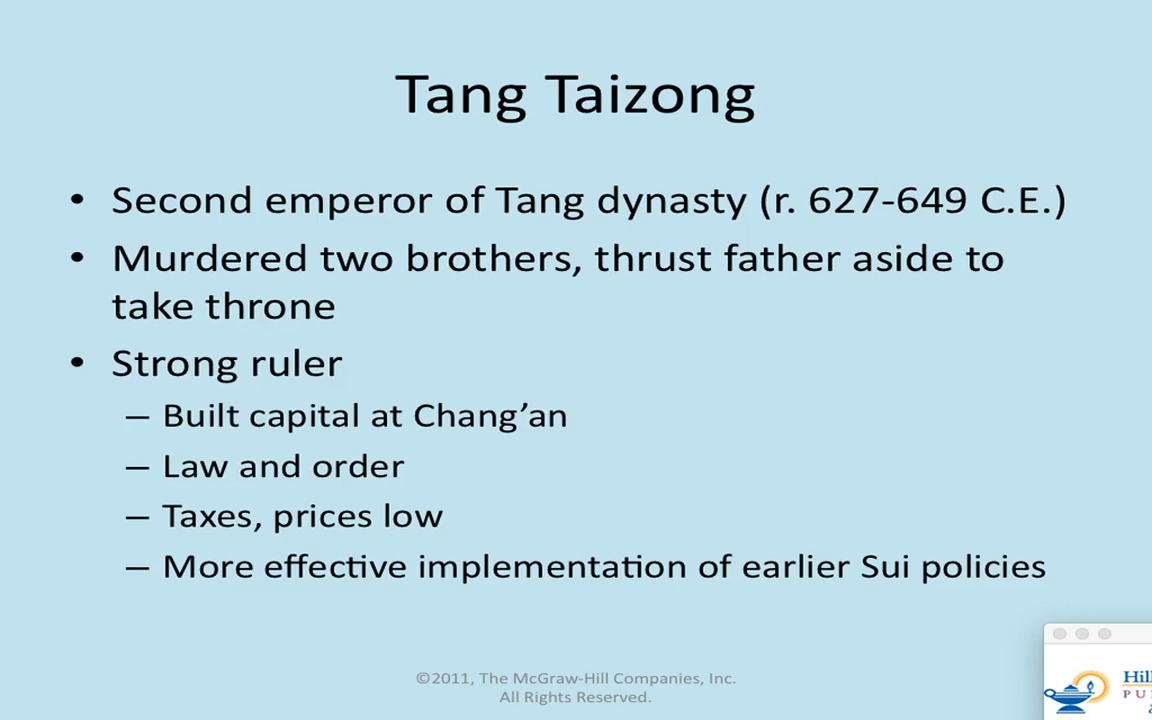 Tang Taizong
• Second emperor of Tang dynasty (r. 627-649 C.E.)
• Murdered two brothers, thrust father aside to
take throne
• Strong ruler
– Built capital at Chang’an
– Law and order
– Taxes, prices low
– More effective implementation of earlier Sui policies
©2011, The McGraw-Hill Companies, Inc.
All Rights Reserved.